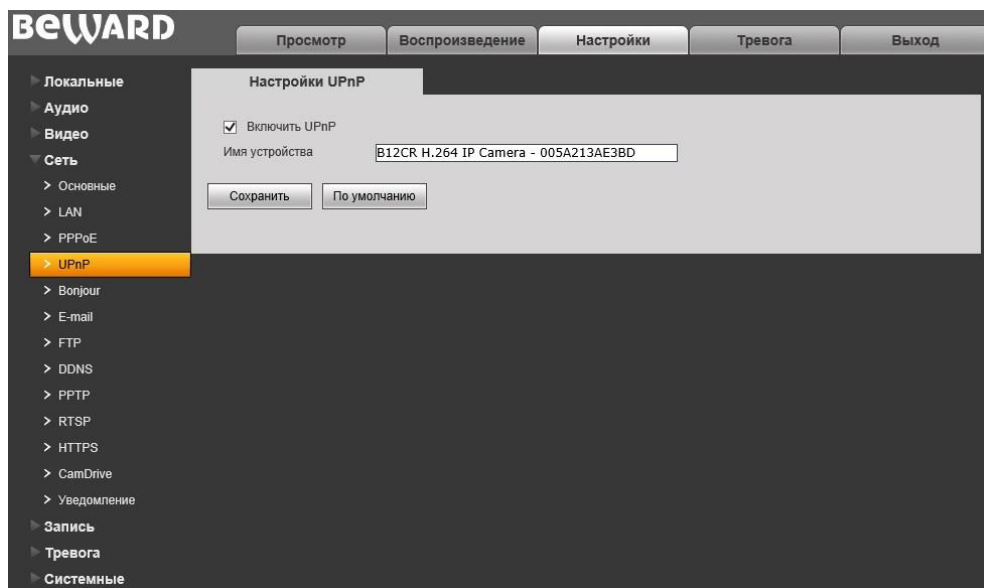 BEWARD
Просмотр
Воспроизведение
Настройки
Тревога
Выход
Локальные
Аудио
Видео
Сеть
Основные
LAN
PPPoE
UPnP
Bonjour
E-mail
FTP
DDNS
PPTP
RTSP
HTTPS
CamDrive
Уведомление
Запись
Тревога
Системные
Настройки UPnP
Включить UPnP
Имя устройства B12CR H.264 IP Camera - 005A213AE3BD
Сохранить По умолчанию